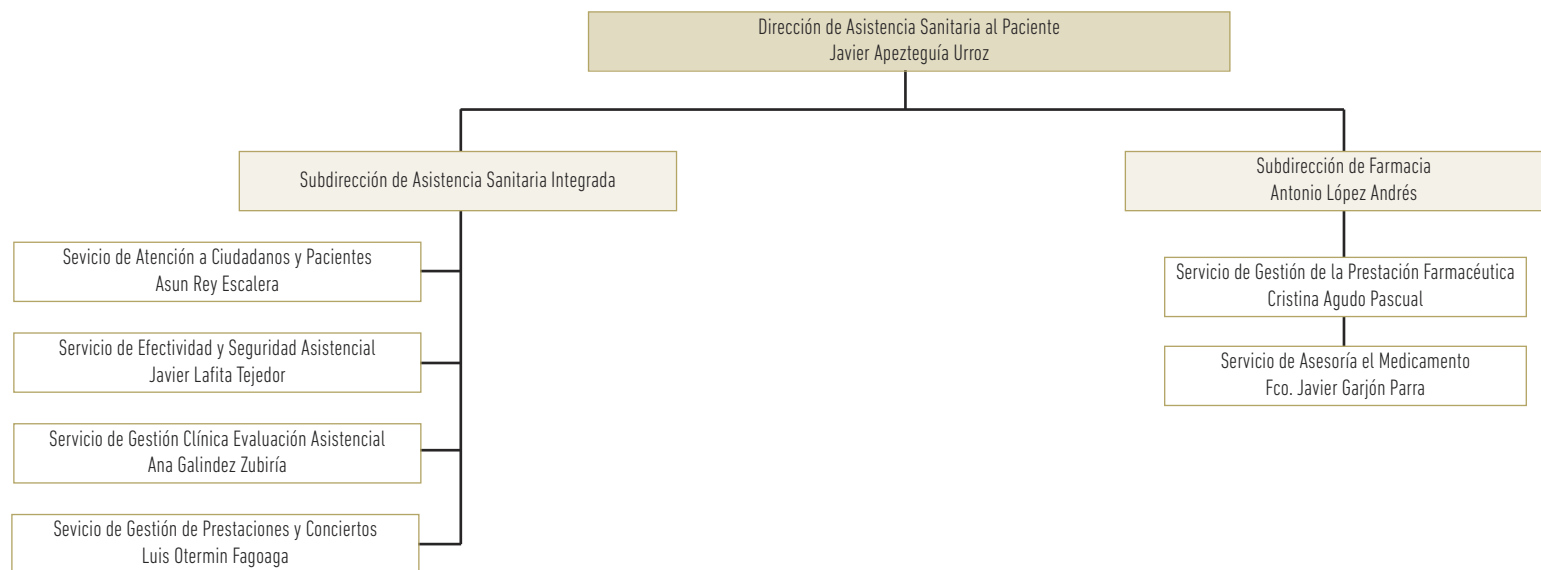 Dirección de Asistencia Sanitaria al Paciente
Javier Apezteguía Urroz
Subdirección de Asistencia Sanitaria Integrada
Subdirección de Farmacia
Antonio López Andrés
Sevicio de Atención a Ciudadanos y Pacientes
Asun Rey Escalera
Servicio de Efectividad y Seguridad Asistencial
Javier Lafita Tejedor
Servicio de Gestión Clínica Evaluación Asistencial
Ana Galindez Zubiría
Sevicio de Gestión de Prestaciones y Conciertos
Luis Otermin Fagoaga
Servicio de Gestión de la Prestación Farmacéutica
Cristina Agudo Pascual
Servicio de Asesoría el Medicamento
Fco. Javier Garjón Parra